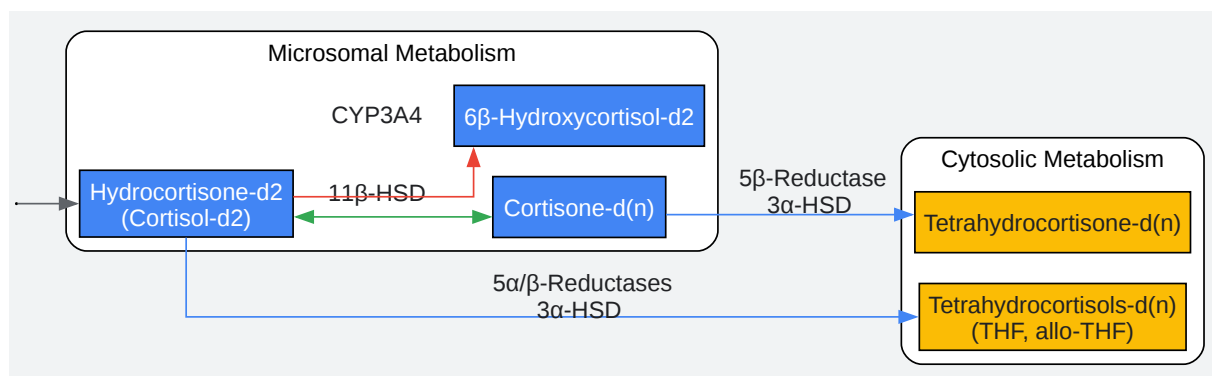 Microsomal Metabolism
CYP3A4
6β-Hydroxycortisol-d2
Hydrocortisone-d2
(Cortisol-d2)
11β-HSD
Cortisone-d(n)
5β-Reductase
3α-HSD
Cytosolic Metabolism
Tetrahydrocortisone-d(n)
5α/β-Reductases
3α-HSD
Tetrahydrocortisols-d(n)
(THF, allo-THF)